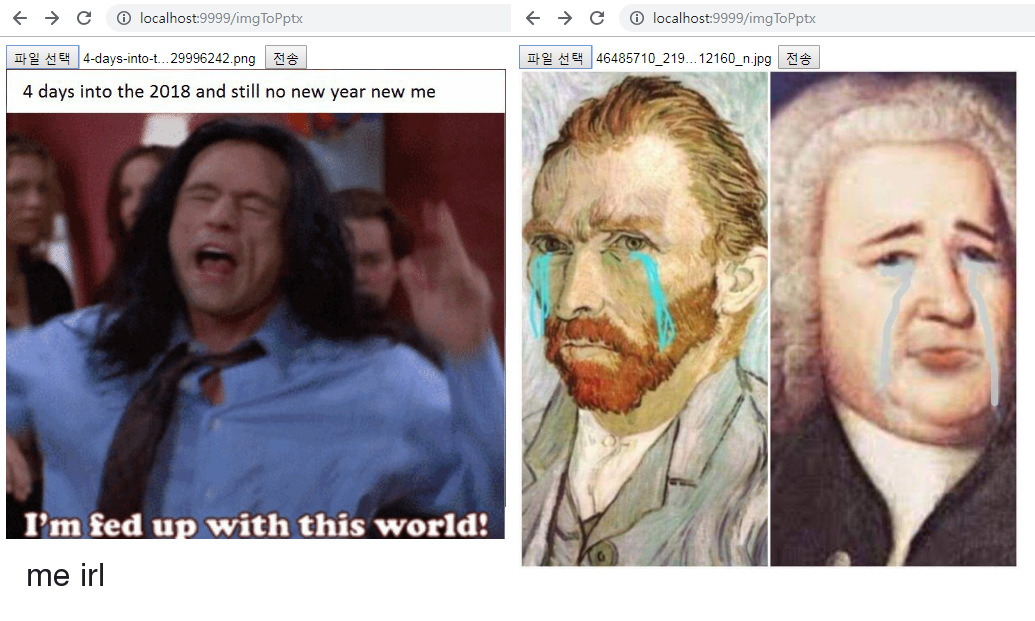 localhost:9999/imgToPptx
파일 선택 4-days-into-t...29996242.png 전송
4 days into the 2018 and still no new year new me
I'm fed up with this world!
me irl
localhost:9999/imgToPptx
파일 선택 46485710_219...12160_n.jpg 전송